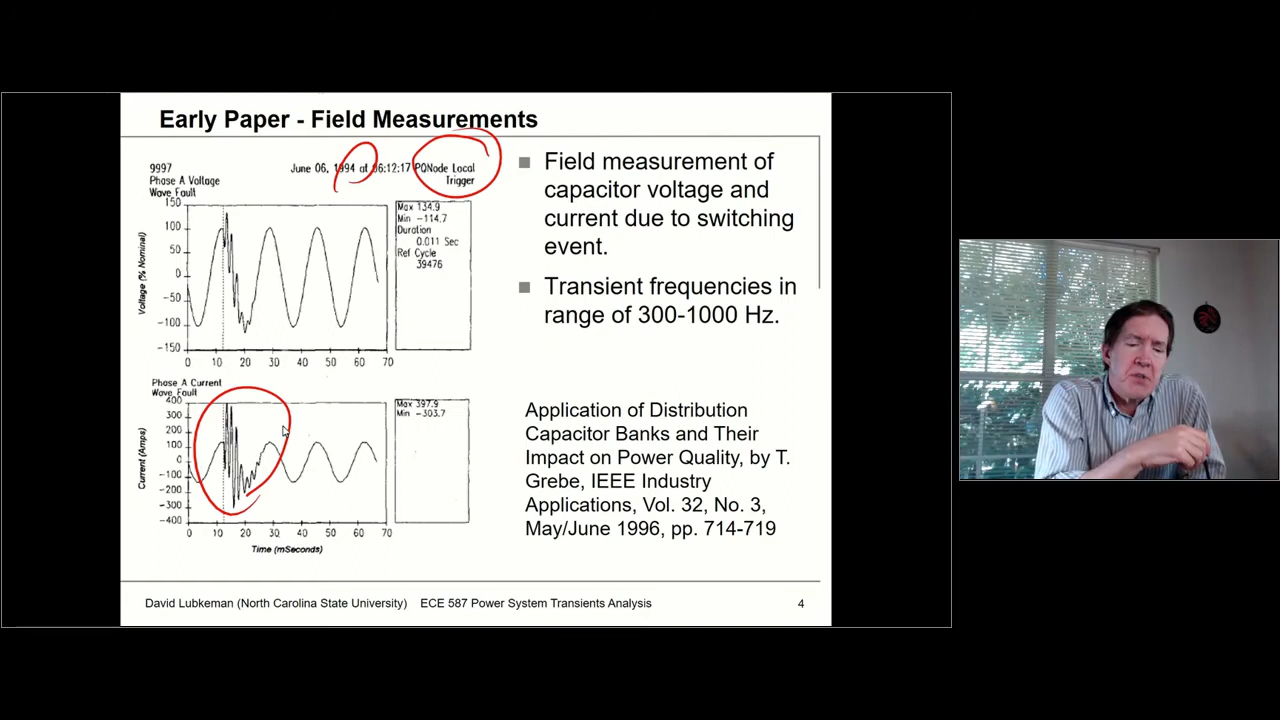 Early Paper - Field Measurements
9997
June 06, 1994 at 06:12:17 PQNode Local
Phase A Voltage
Trigger
Wave Fault
150
100
50
0
-50
-100
-150
Voltage (% Nominal)
0 10 20 30 40 50 60 70
Max 134.9
Min -114.7
Duration
0.011 Sec
Ref Cycle
39476
Phase A Current
Wave Fault
400
300
200
100
0
-100
-200
-300
-400
Current (Amps)
0 10 20 30 40 50 60 70
Time (mSeconds)
Max 397.9
Min -303.7
Field measurement of
capacitor voltage and
current due to switching
event.
Transient frequencies in
range of 300-1000 Hz.
Application of Distribution
Capacitor Banks and Their
Impact on Power Quality, by T.
Grebe, IEEE Industry
Applications, Vol. 32, No. 3,
May/June 1996, pp. 714-719
David Lubkeman (North Carolina State University) ECE 587 Power System Transients Analysis 4